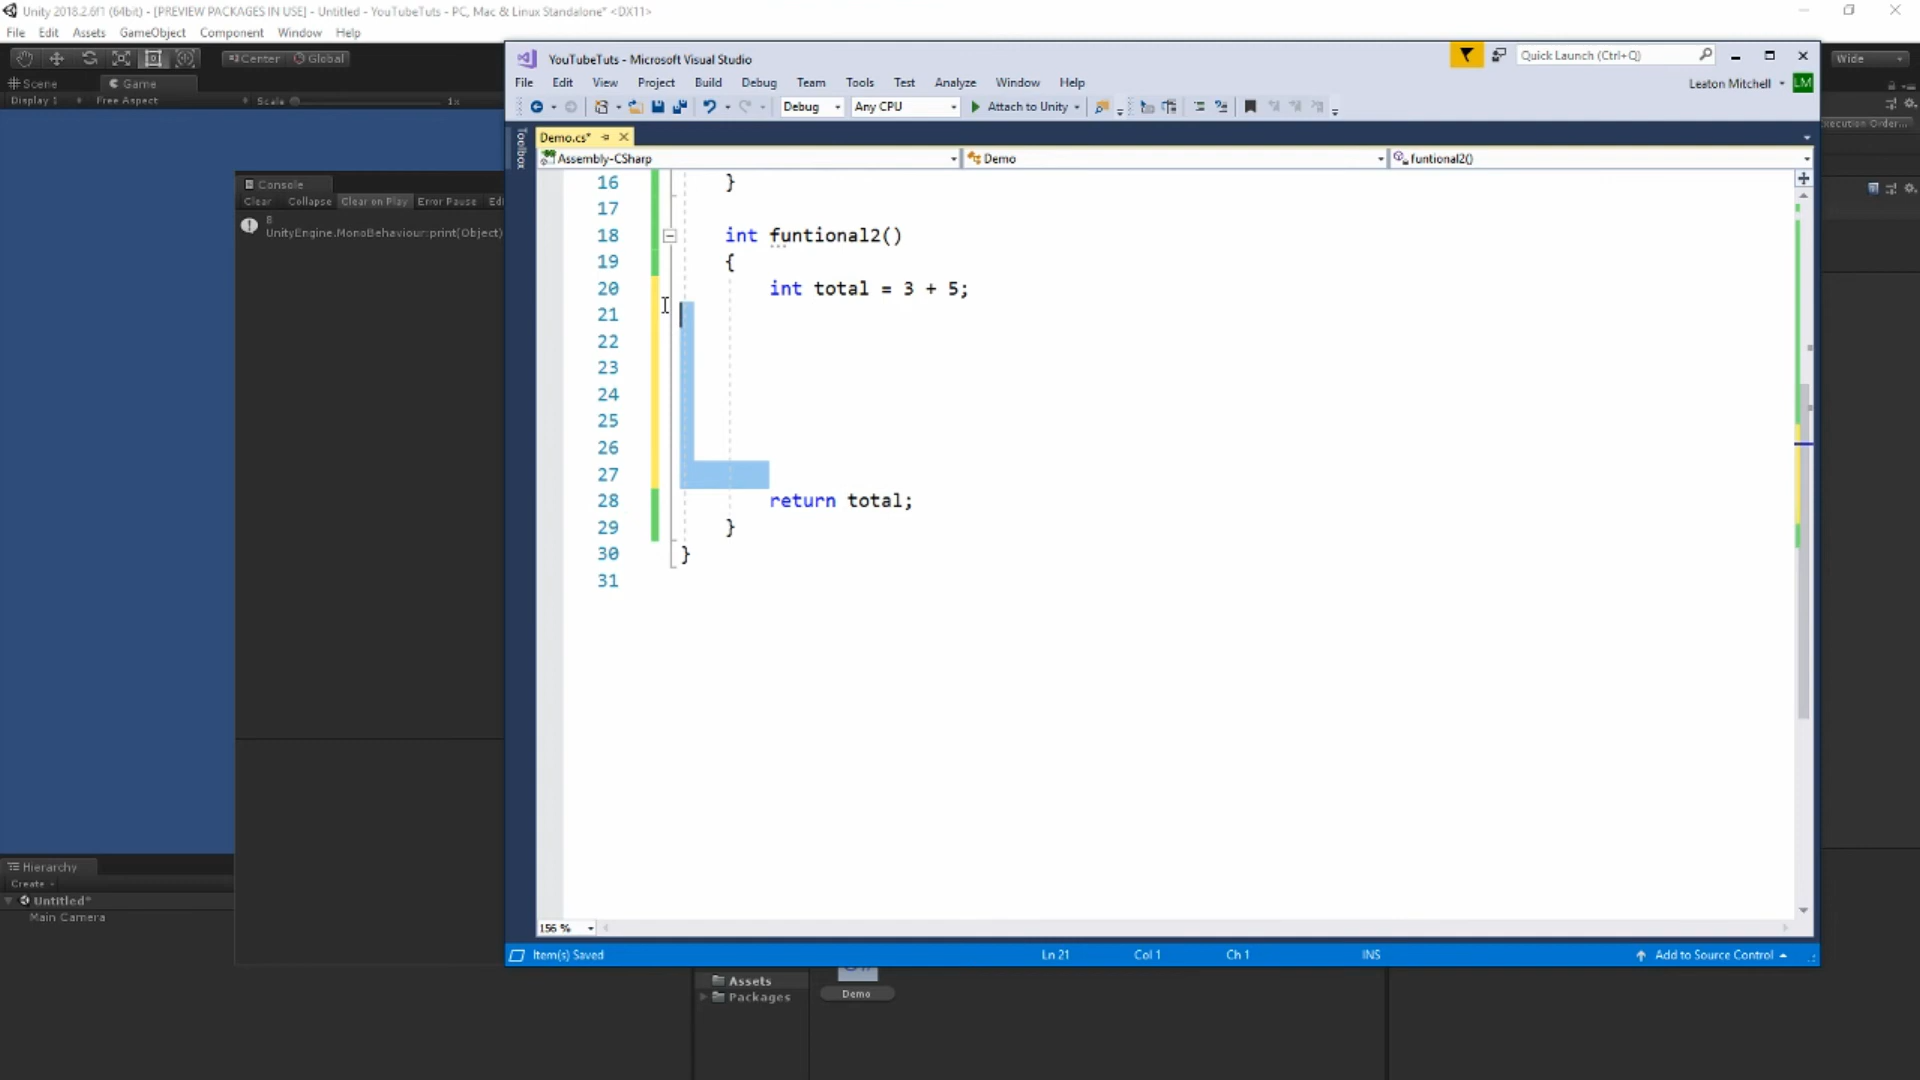 Unity 2018.2.6f1 (64bit) - [PREVIEW PACKAGES IN USE] - Untitled - YouTubeTuts - PC, Mac & Linux Standalone* <DX11>
File Edit Assets GameObject Component Window Help
Center Global Wide
Scene Game
Display 1 Free Aspect Scale 1x
Execution Order...
Console
Clear Collapse Clear on Play Error Pause
8
UnityEngine.MonoBehaviour:print(Object)
YouTubeTuts - Microsoft Visual Studio
Quick Launch (Ctrl+Q)
File Edit View Project Build Debug Team Tools Test Analyze Window Help
Leaton Mitchell LM
Debug Any CPU Attach to Unity
Toolbox
Demo.cs*
Assembly-CSharp Demo funtional2()
16 }
17
18 int funtional2()
19 {
20 int total = 3 + 5;
21
22
23
24
25
26
27
28 return total;
29 }
30 }
31
156 %
Item(s) Saved Ln 21 Col 1 Ch 1 INS Add to Source Control
Hierarchy
Create
Untitled*
Main Camera
Assets
Packages
Demo